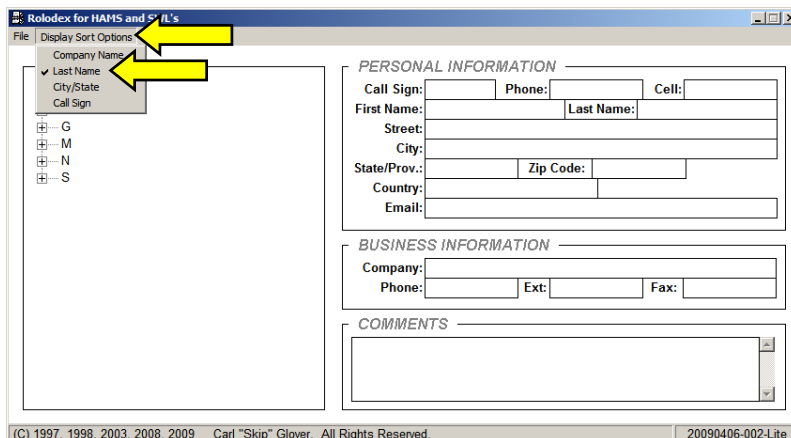 Rolodex for HAMS and SWL's
File Display Sort Options
Company Name
✓ Last Name
City/State
Call Sign
G
M
N
S
PERSONAL INFORMATION
Call Sign: Phone: Cell:
First Name: Last Name:
Street:
City:
State/Prov.: Zip Code:
Country:
Email:
BUSINESS INFORMATION
Company:
Phone: Ext: Fax:
COMMENTS
(C) 1997, 1998, 2003, 2008, 2009 Carl "Skip" Glover. All Rights Reserved. 20090406-002-Lite